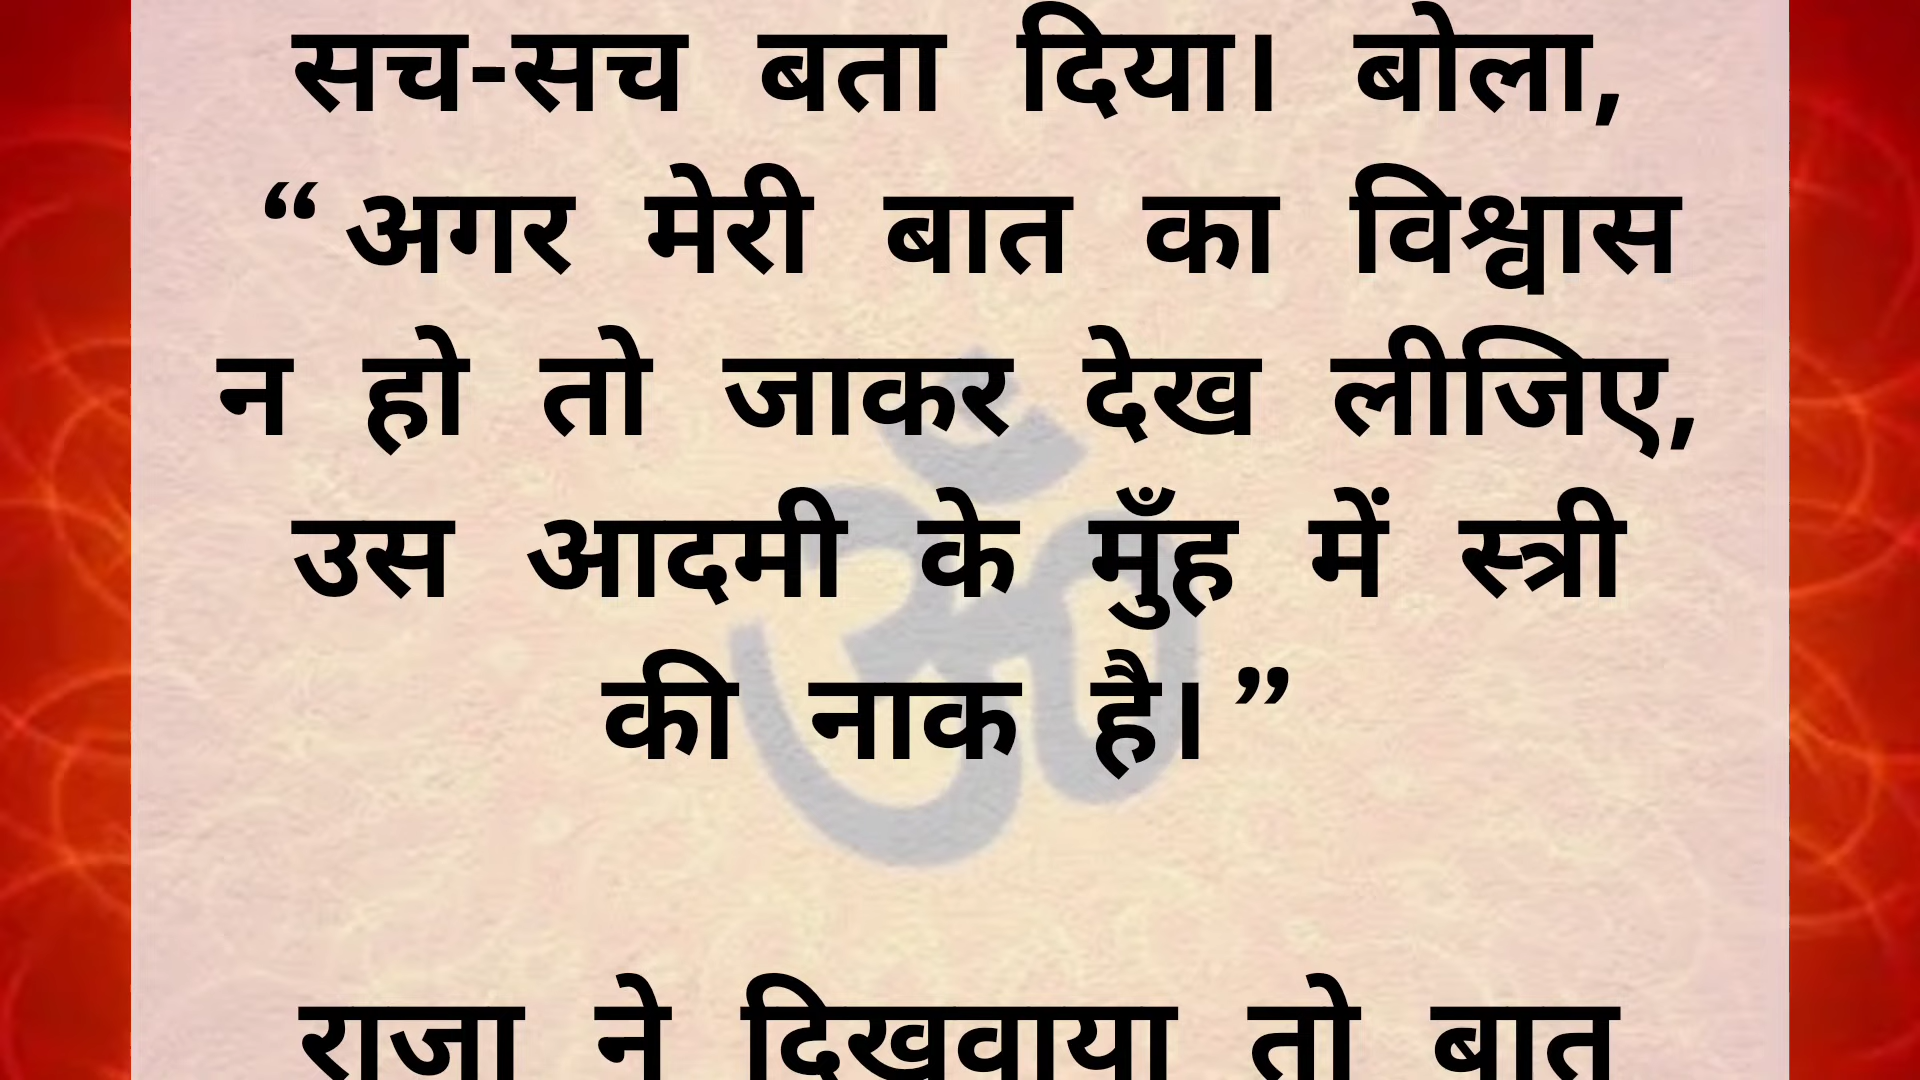 सच-सच बता दिया। बोला,
“अगर मेरी बात का विश्वास
न हो तो जाकर देख लीजिए,
उस आदमी के मुँह में स्त्री
की नाक है।”
राजा ने दिखवाया तो बात